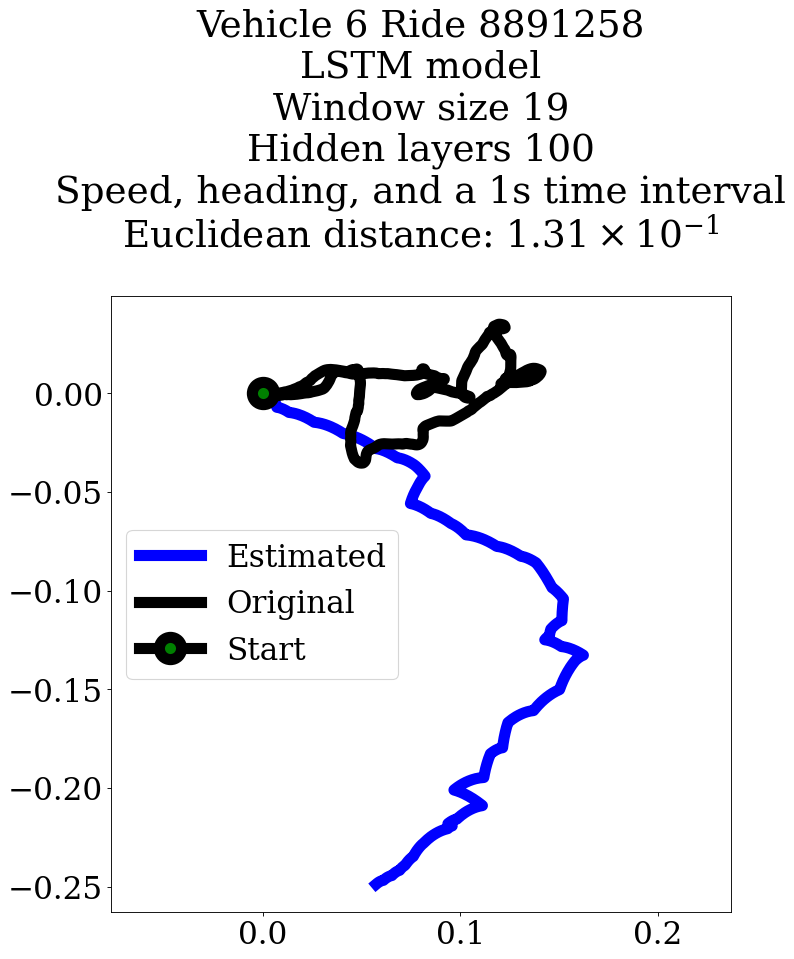 Vehicle 6 Ride 8891258
LSTM model
Window size 19
Hidden layers 100
Speed, heading, and a 1s time interval
Euclidean distance: 1.31 × 10⁻¹
0.00
−0.05
−0.10
−0.15
−0.20
−0.25
Estimated
Original
Start
0.0 0.1 0.2